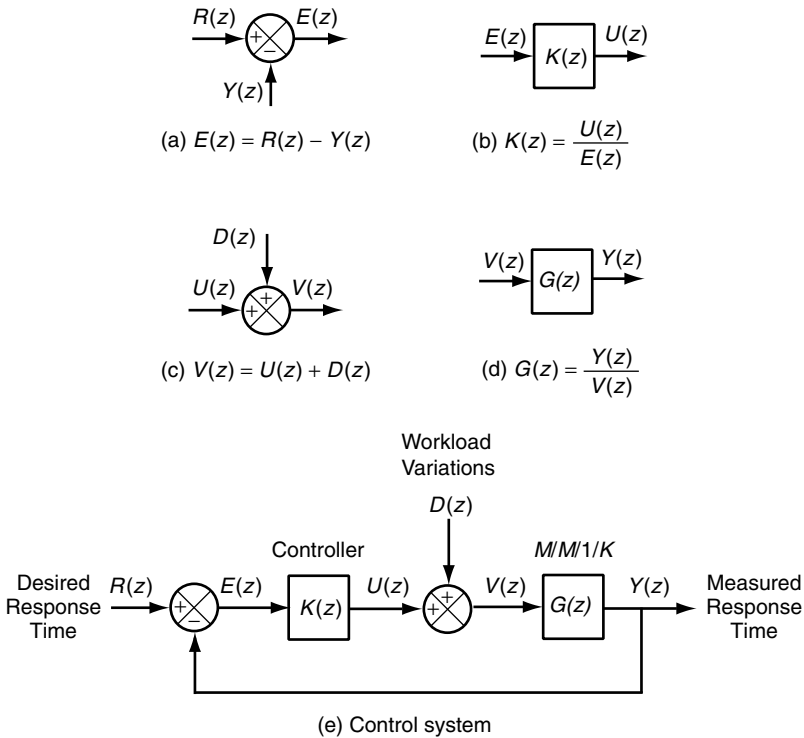 R(z)
E(z)
+
−
Y(z)
(a) E(z) = R(z) − Y(z)
E(z)
K(z)
U(z)
(b) K(z) = U(z) / E(z)
D(z)
U(z)
+
+
V(z)
(c) V(z) = U(z) + D(z)
V(z)
G(z)
Y(z)
(d) G(z) = Y(z) / V(z)
Workload
Variations
D(z)
Controller
M/M/1/K
Desired
Response
Time
R(z)
+
−
E(z)
K(z)
U(z)
+
+
V(z)
G(z)
Y(z)
Measured
Response
Time
(e) Control system